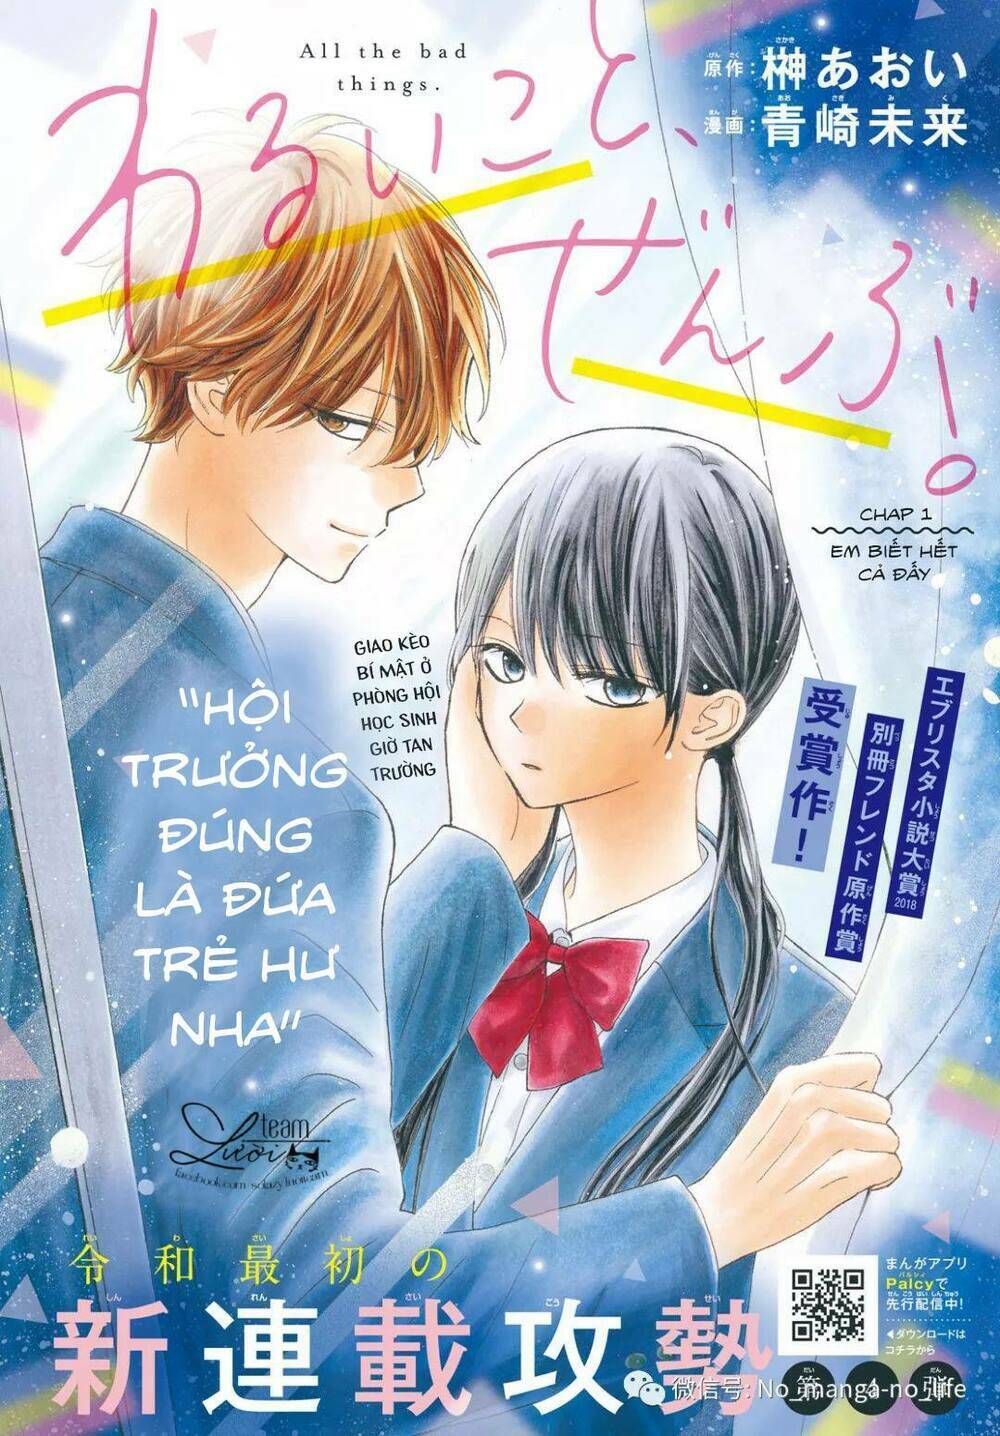 All the bad
things.
わるいこと、
ぜんぶ。
原作:榊あおい
漫画:青崎未来
CHAP 1
EM BIẾT HẾT
CẢ ĐẤY
GIAO KÈO
BÍ MẬT Ở
PHÒNG HỘI
HỌC SINH
GIỜ TAN
TRƯỜNG
"HỘI
TRƯỞNG
ĐÚNG
LÀ ĐỨA
TRẺ HƯ
NHA"
エブリスタ小説大賞2018
別冊フレンド原作賞
受賞作!
team
Lười
facebook.com/solazy.luoiteam
令和最初の
新連載攻勢
第4弾
まんがアプリ
Palcyで
先行配信中!
◀ダウンロードは
コチラから
微信号: No_manga-no_life